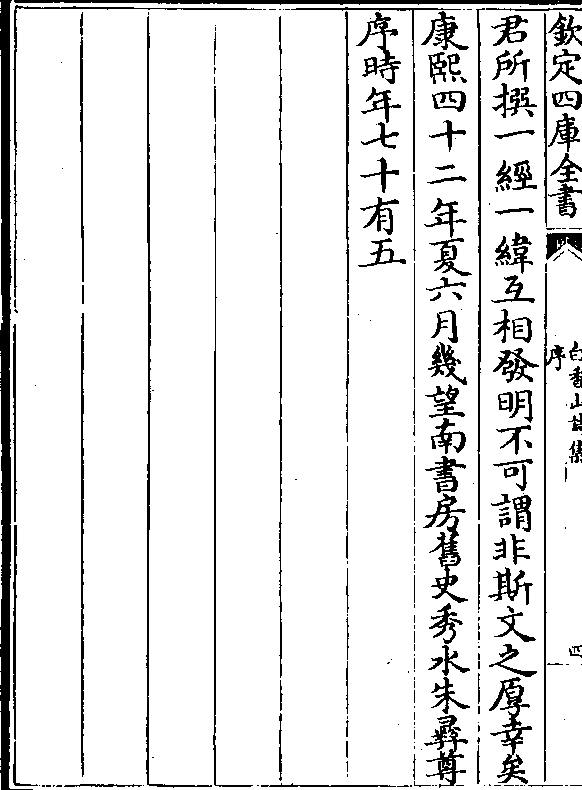 欽定四庫全書
白香山詩集
序
四
君所撰一經一緯互相發明不可謂非斯文之厚幸矣
康熙四十二年夏六月幾望南書房舊史秀水朱彝尊
序時年七十有五